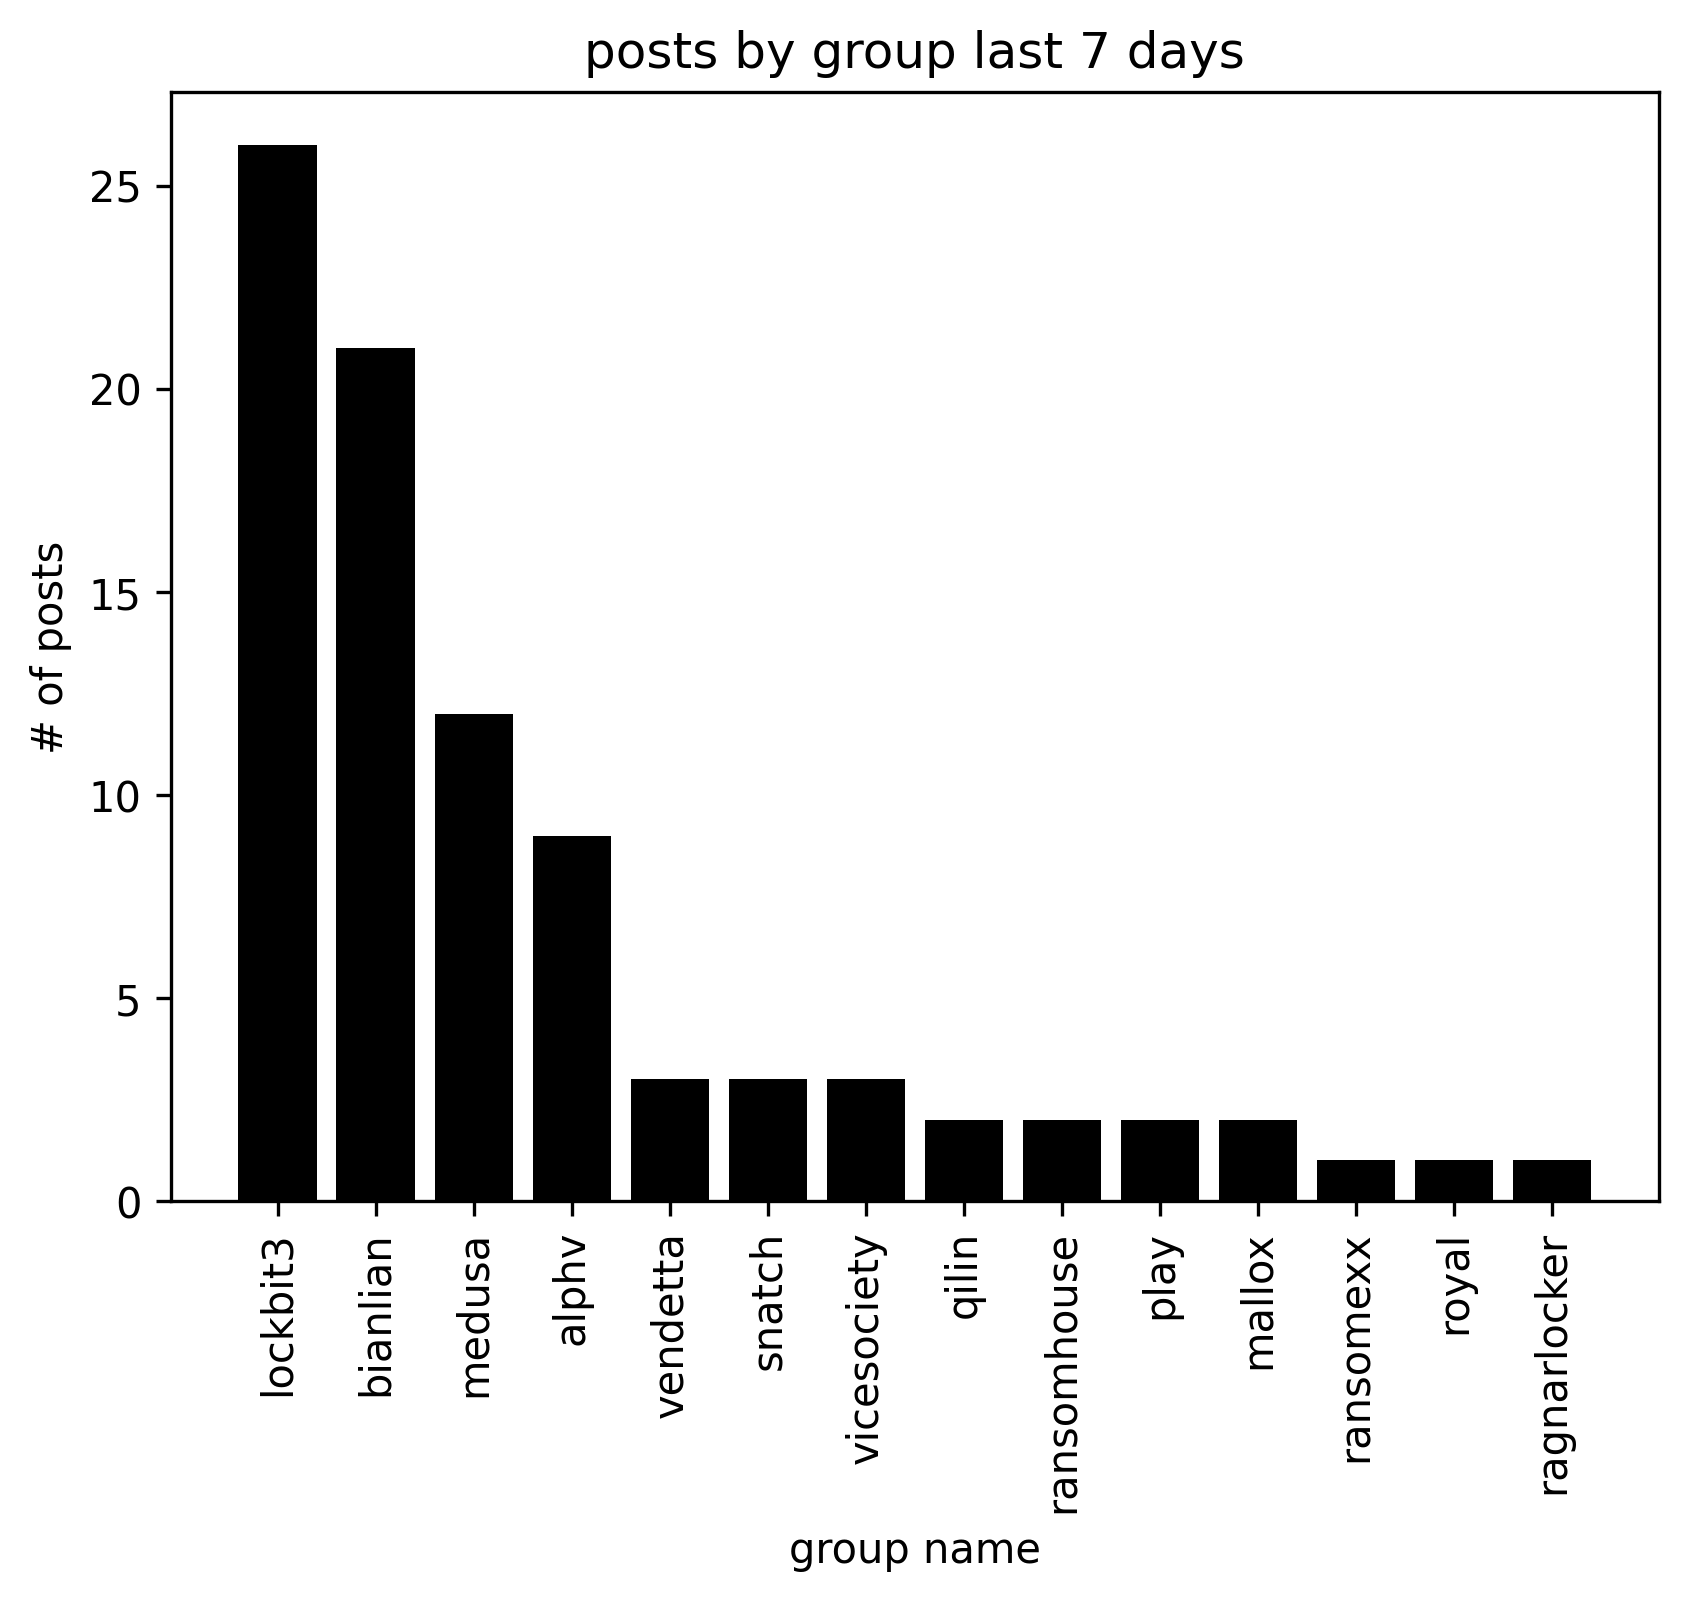 posts by group last 7 days
# of posts
25
20
15
10
5
0
lockbit3
bianlian
medusa
alphv
vendetta
snatch
vicesociety
qilin
ransomhouse
play
mallox
ransomexx
royal
ragnarlocker
group name